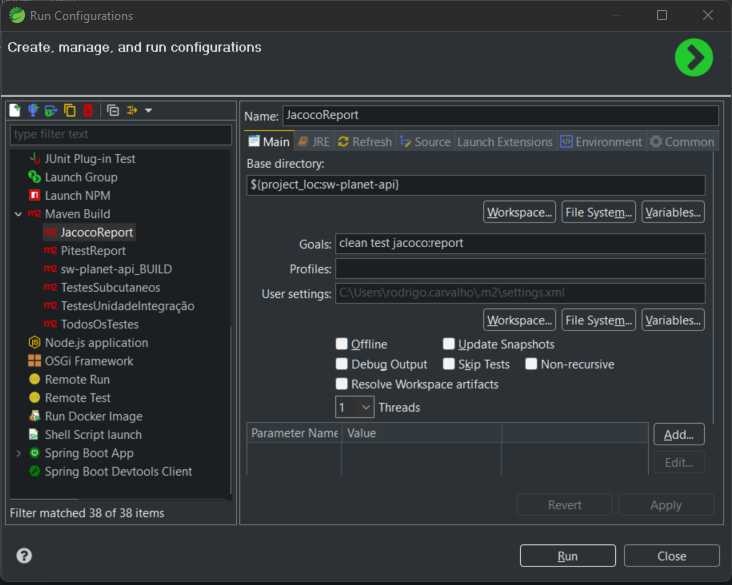 Run Configurations
Create, manage, and run configurations
type filter text
JUnit Plug-in Test
Launch Group
Launch NPM
Maven Build
JacocoReport
PitestReport
sw-planet-api_BUILD
TestesSubcutaneos
TestesUnidadeIntegração
TodosOsTestes
Node.js application
OSGi Framework
Remote Run
Remote Test
Run Docker Image
Shell Script launch
Spring Boot App
Spring Boot Devtools Client
Filter matched 38 of 38 items
Name: JacocoReport
Main JRE Refresh Source Launch Extensions Environment Common
Base directory:
${project_loc:sw-planet-api}
Workspace... File System... Variables...
Goals: clean test jacoco:report
Profiles:
User settings: C:\Users\rodrigo.carvalho\.m2\settings.xml
Workspace... File System... Variables...
Offline Update Snapshots
Debug Output Skip Tests Non-recursive
Resolve Workspace artifacts
1 Threads
Parameter Name Value Add...
Edit...
Revert Apply
Run Close